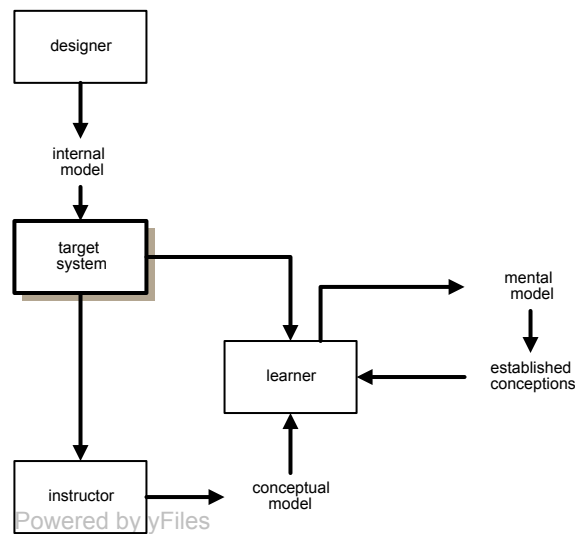 designer
internal
model
target
system
mental
model
learner
established
conceptions
instructor
conceptual
model
Powered by yFiles